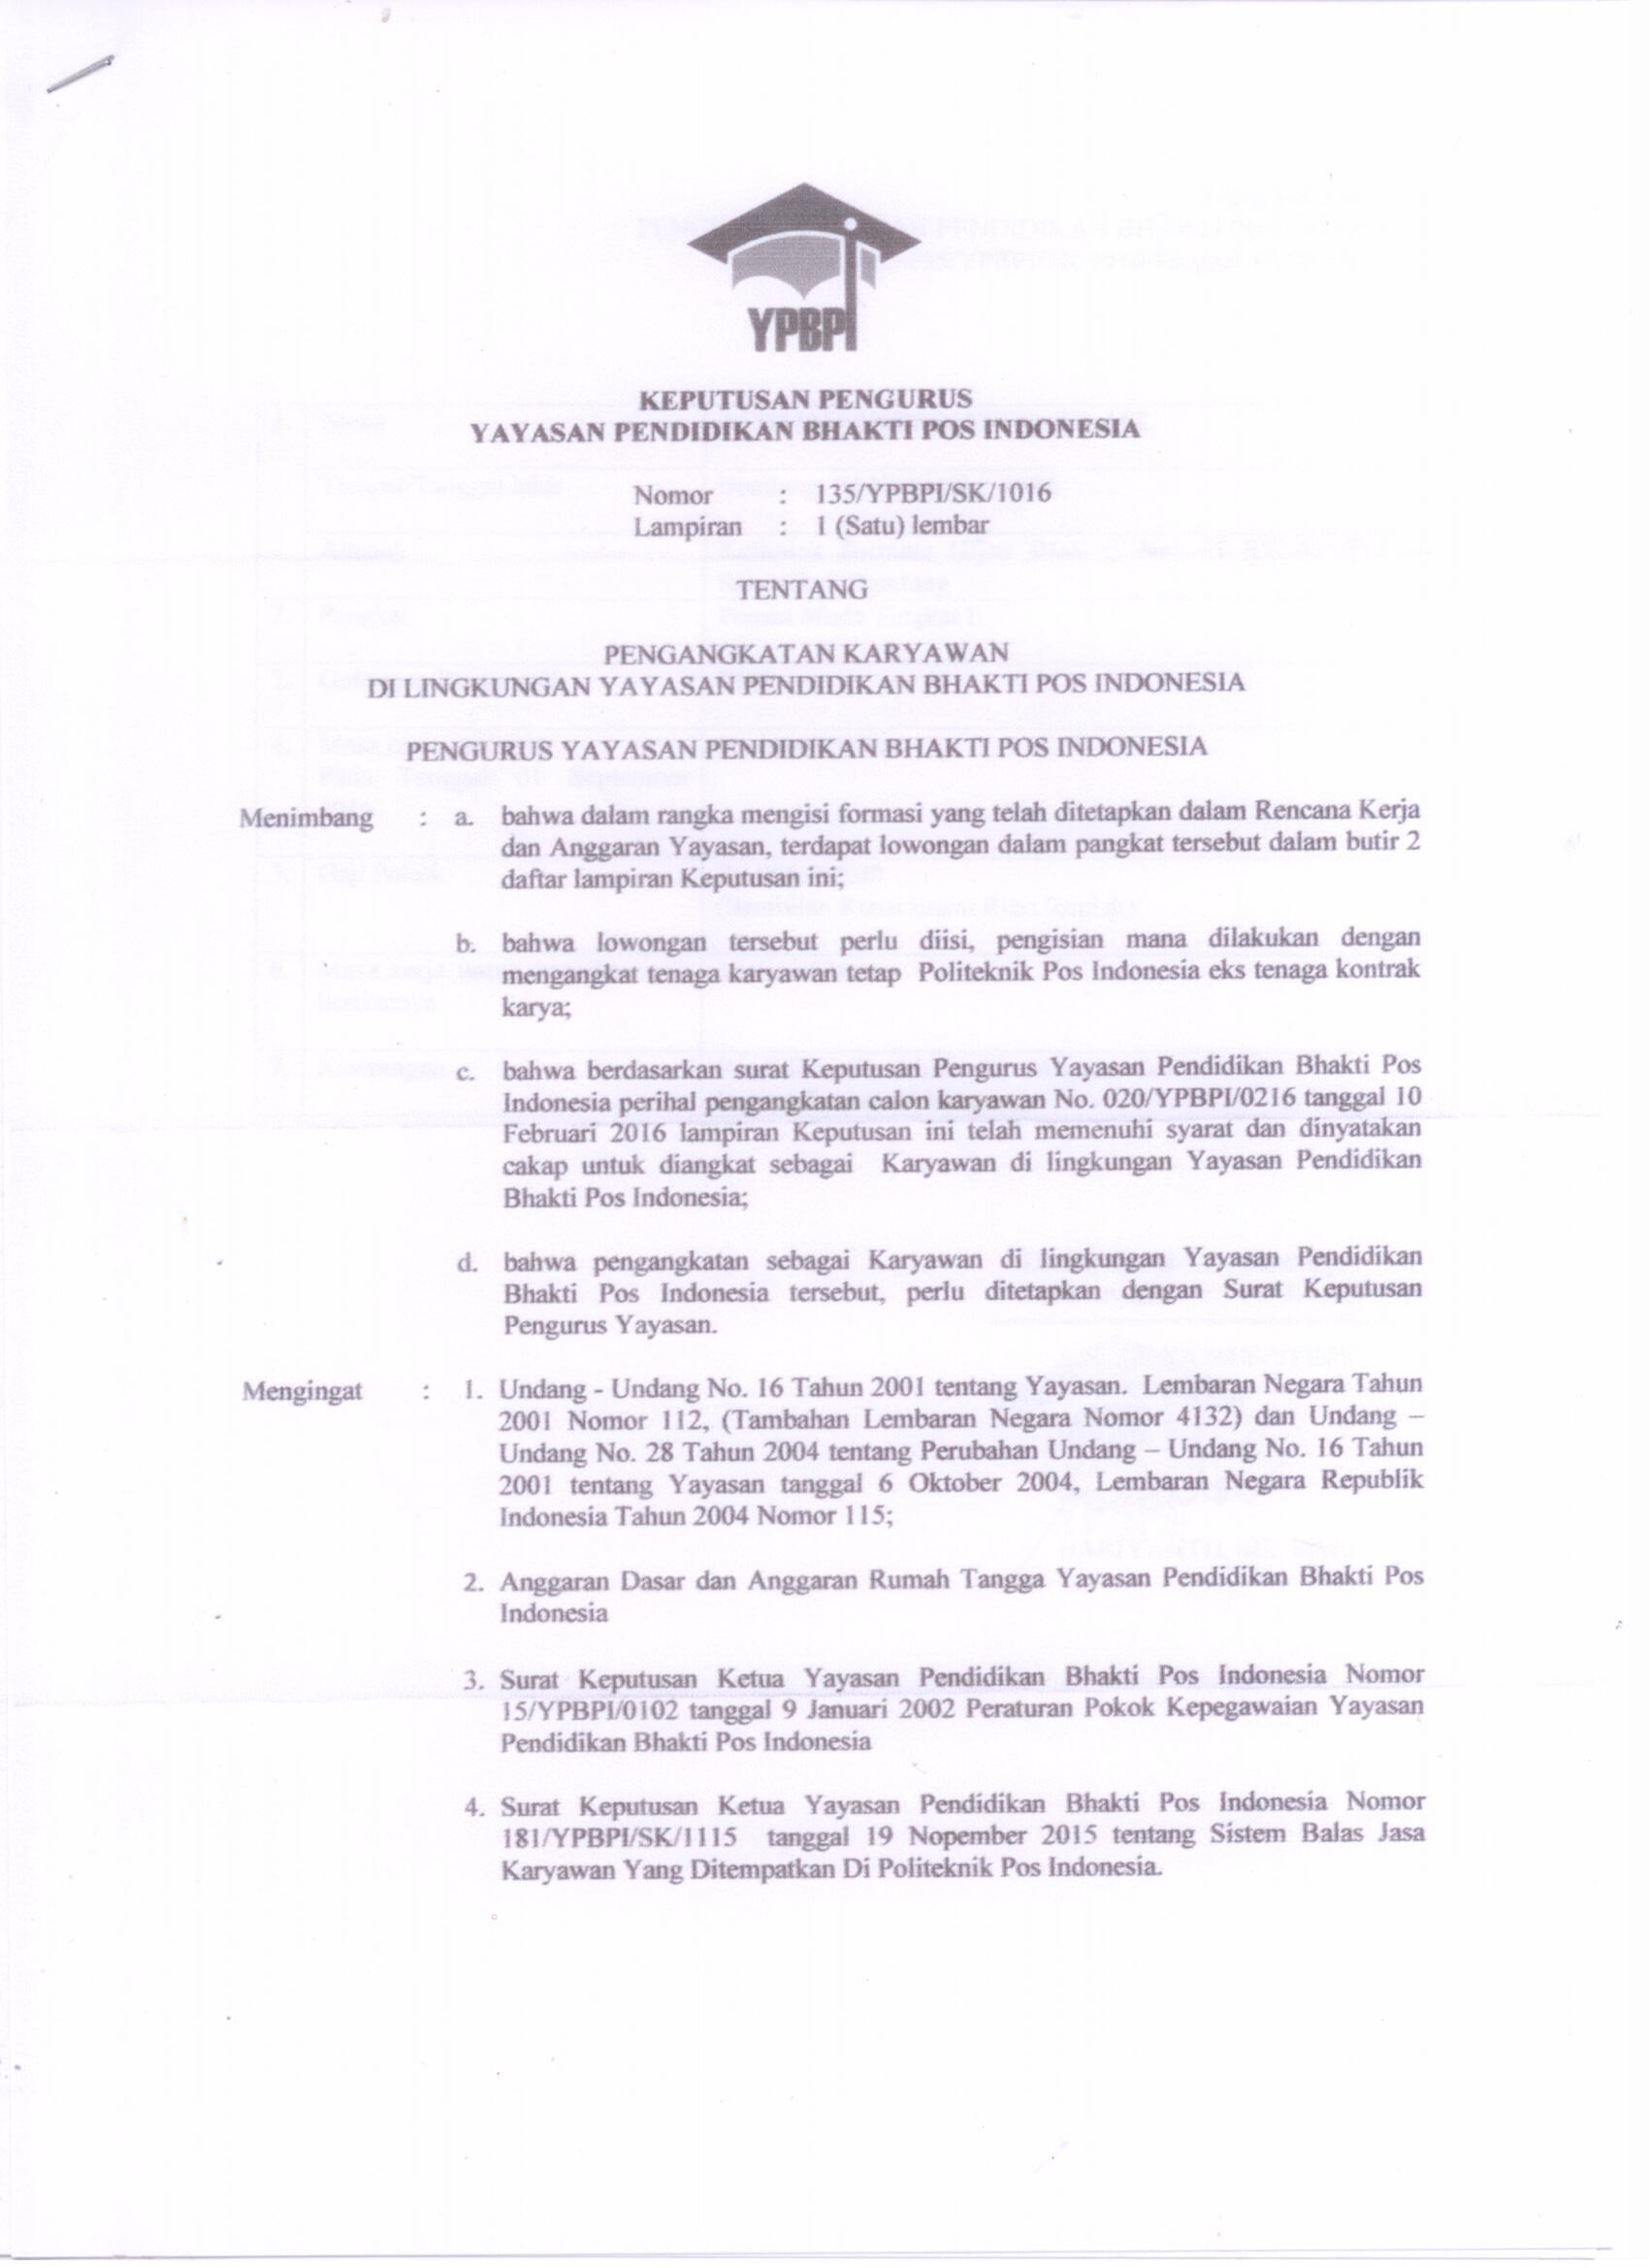 YPBPI
KEPUTUSAN PENGURUS
YAYASAN PENDIDIKAN BHAKTI POS INDONESIA
Nomor : 135/YPBPI/SK/1016
Lampiran : 1 (Satu) lembar
TENTANG
PENGANGKATAN KARYAWAN
DI LINGKUNGAN YAYASAN PENDIDIKAN BHAKTI POS INDONESIA
PENGURUS YAYASAN PENDIDIKAN BHAKTI POS INDONESIA
Menimbang : a. bahwa dalam rangka mengisi formasi yang telah ditetapkan dalam Rencana Kerja
dan Anggaran Yayasan, terdapat lowongan dalam pangkat tersebut dalam butir 2
daftar lampiran Keputusan ini;
b. bahwa lowongan tersebut perlu diisi, pengisian mana dilakukan dengan
mengangkat tenaga karyawan tetap Politeknik Pos Indonesia eks tenaga kontrak
karya;
c. bahwa berdasarkan surat Keputusan Pengurus Yayasan Pendidikan Bhakti Pos
Indonesia perihal pengangkatan calon karyawan No. 020/YPBPI/0216 tanggal 10
Februari 2016 lampiran Keputusan ini telah memenuhi syarat dan dinyatakan
cakap untuk diangkat sebagai Karyawan di lingkungan Yayasan Pendidikan
Bhakti Pos Indonesia;
d. bahwa pengangkatan sebagai Karyawan di lingkungan Yayasan Pendidikan
Bhakti Pos Indonesia tersebut, perlu ditetapkan dengan Surat Keputusan
Pengurus Yayasan.
Mengingat : 1. Undang - Undang No. 16 Tahun 2001 tentang Yayasan. Lembaran Negara Tahun
2001 Nomor 112, (Tambahan Lembaran Negara Nomor 4132) dan Undang –
Undang No. 28 Tahun 2004 tentang Perubahan Undang – Undang No. 16 Tahun
2001 tentang Yayasan tanggal 6 Oktober 2004, Lembaran Negara Republik
Indonesia Tahun 2004 Nomor 115;
2. Anggaran Dasar dan Anggaran Rumah Tangga Yayasan Pendidikan Bhakti Pos
Indonesia
3. Surat Keputusan Ketua Yayasan Pendidikan Bhakti Pos Indonesia Nomor
15/YPBPI/0102 tanggal 9 Januari 2002 Peraturan Pokok Kepegawaian Yayasan
Pendidikan Bhakti Pos Indonesia
4. Surat Keputusan Ketua Yayasan Pendidikan Bhakti Pos Indonesia Nomor
181/YPBPI/SK/1115 tanggal 19 Nopember 2015 tentang Sistem Balas Jasa
Karyawan Yang Ditempatkan Di Politeknik Pos Indonesia.